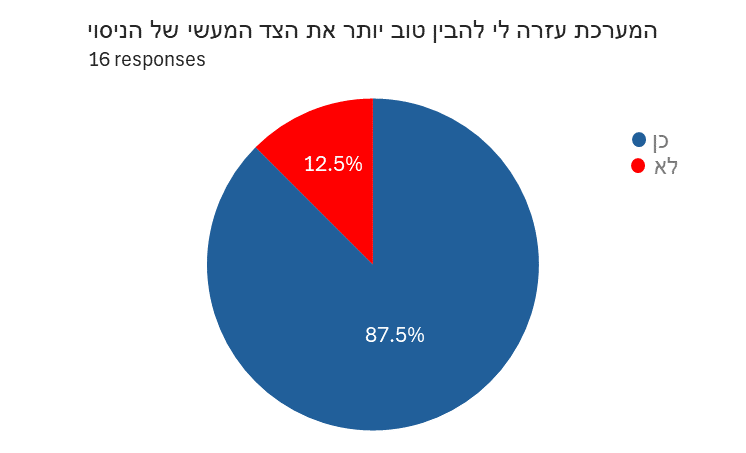 המערכת עזרה לי להבין טוב יותר את הצד המעשי של הניסוי
16 responses
כן
לא
12.5%
87.5%